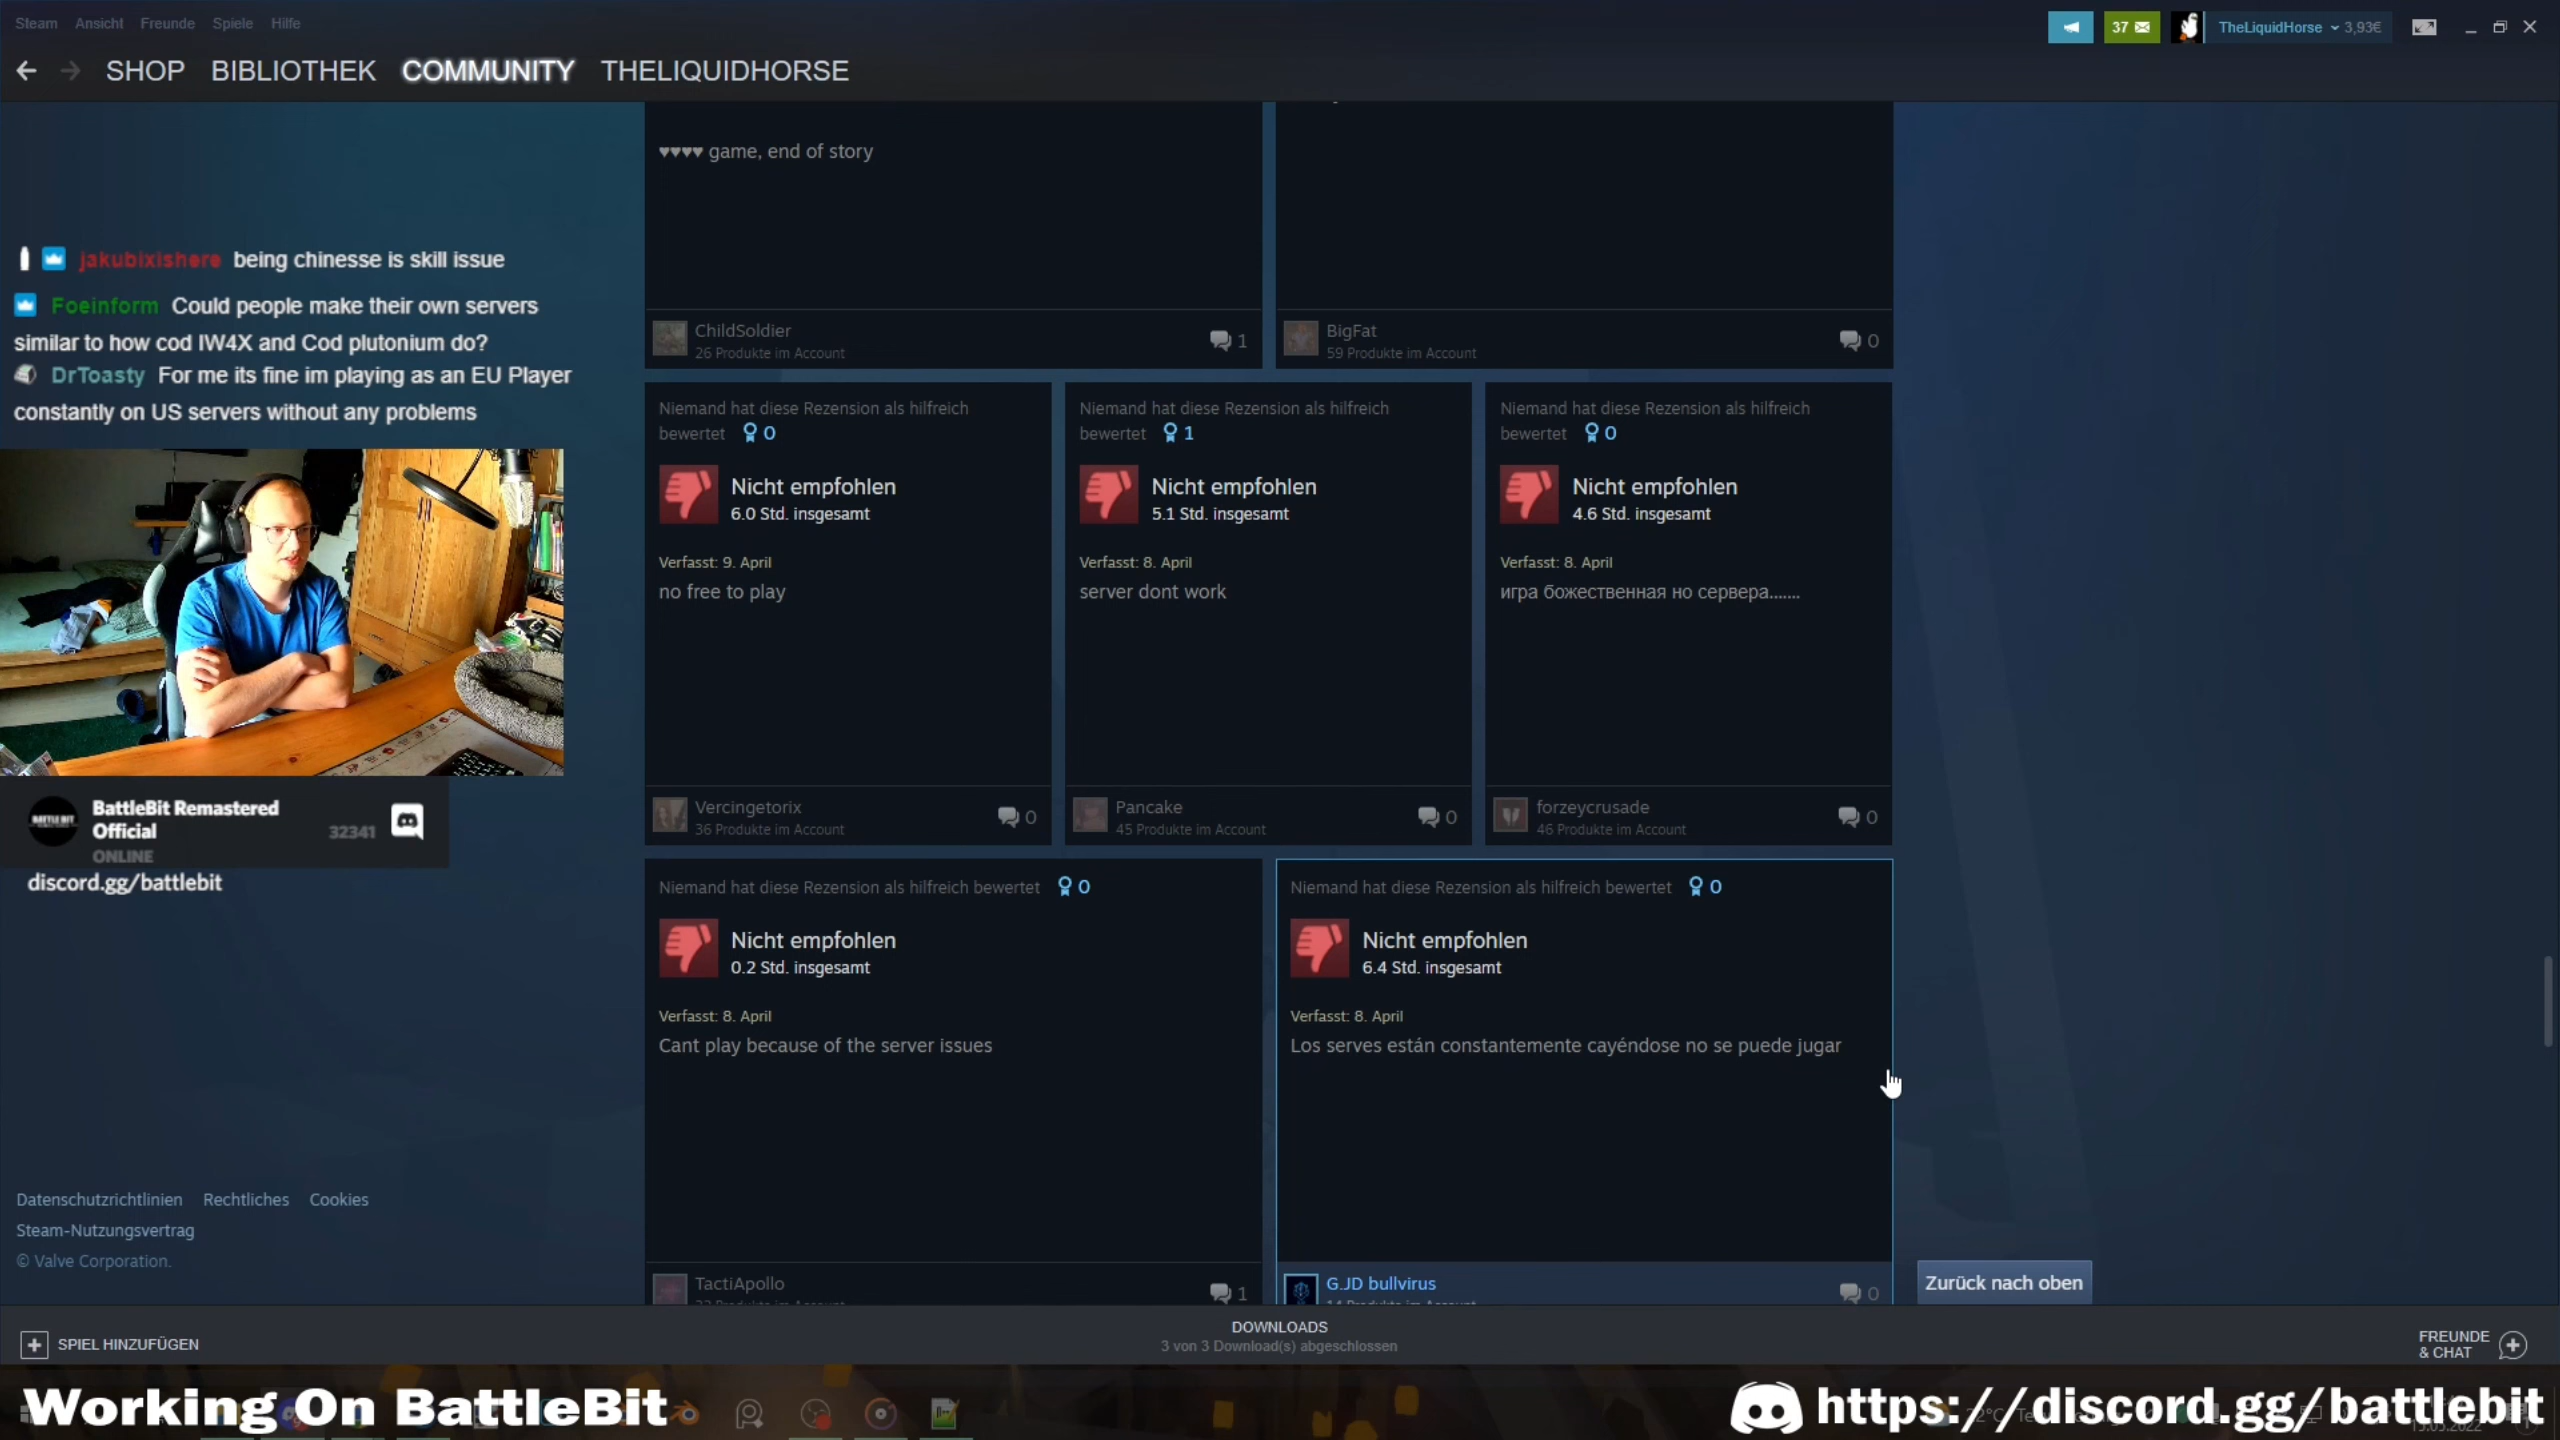 Steam Ansicht Freunde Spiele Hilfe
37
TheLiquidHorse 3,93€
SHOP BIBLIOTHEK COMMUNITY THELIQUIDHORSE
♥♥♥♥ game, end of story
jakubixishere being chinesse is skill issue
Foeinform Could people make their own servers
similar to how cod IW4X and Cod plutonium do?
DrToasty For me its fine im playing as an EU Player
constantly on US servers without any problems
ChildSoldier
26 Produkte im Account
1
BigFat
59 Produkte im Account
0
Niemand hat diese Rezension als hilfreich
bewertet 0
Nicht empfohlen
6.0 Std. insgesamt
Verfasst: 9. April
no free to play
Vercingetorix
36 Produkte im Account
0
Niemand hat diese Rezension als hilfreich
bewertet 1
Nicht empfohlen
5.1 Std. insgesamt
Verfasst: 8. April
server dont work
Pancake
45 Produkte im Account
0
Niemand hat diese Rezension als hilfreich
bewertet 0
Nicht empfohlen
4.6 Std. insgesamt
Verfasst: 8. April
игра божественная но сервера.......
forzeycrusade
46 Produkte im Account
0
BATTLE BIT
BattleBit Remastered
Official
32341
ONLINE
discord.gg/battlebit
Niemand hat diese Rezension als hilfreich bewertet 0
Nicht empfohlen
0.2 Std. insgesamt
Verfasst: 8. April
Cant play because of the server issues
TactiApollo
1
Niemand hat diese Rezension als hilfreich bewertet 0
Nicht empfohlen
6.4 Std. insgesamt
Verfasst: 8. April
Los serves están constantemente cayéndose no se puede jugar
G.JD bullvirus
14 Produkte im Account
0
Datenschutzrichtlinien Rechtliches Cookies
Steam-Nutzungsvertrag
© Valve Corporation.
Zurück nach oben
SPIEL HINZUFÜGEN
DOWNLOADS
3 von 3 Download(s) abgeschlossen
FREUNDE
& CHAT
Working On BattleBit
https://discord.gg/battlebit